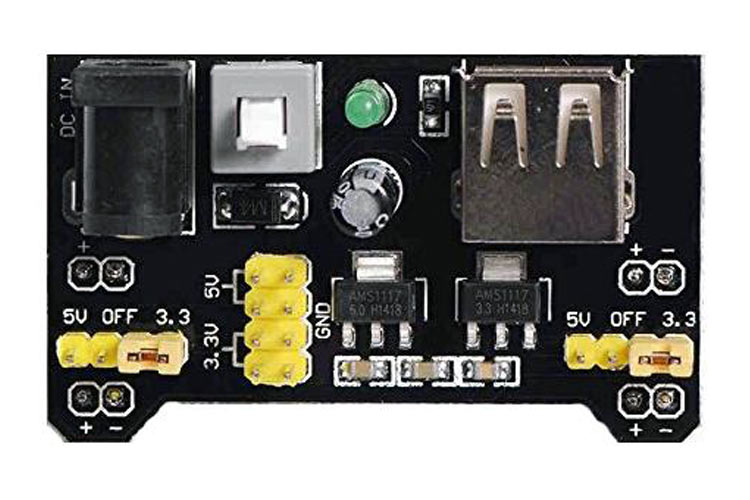 DC IN
M4
+
+ -
5V
3.3V
GND
AMS1117
5.0 H1418
AMS1117
3.3 H1418
5V OFF 3.3
5V OFF 3.3
+ -
+ -